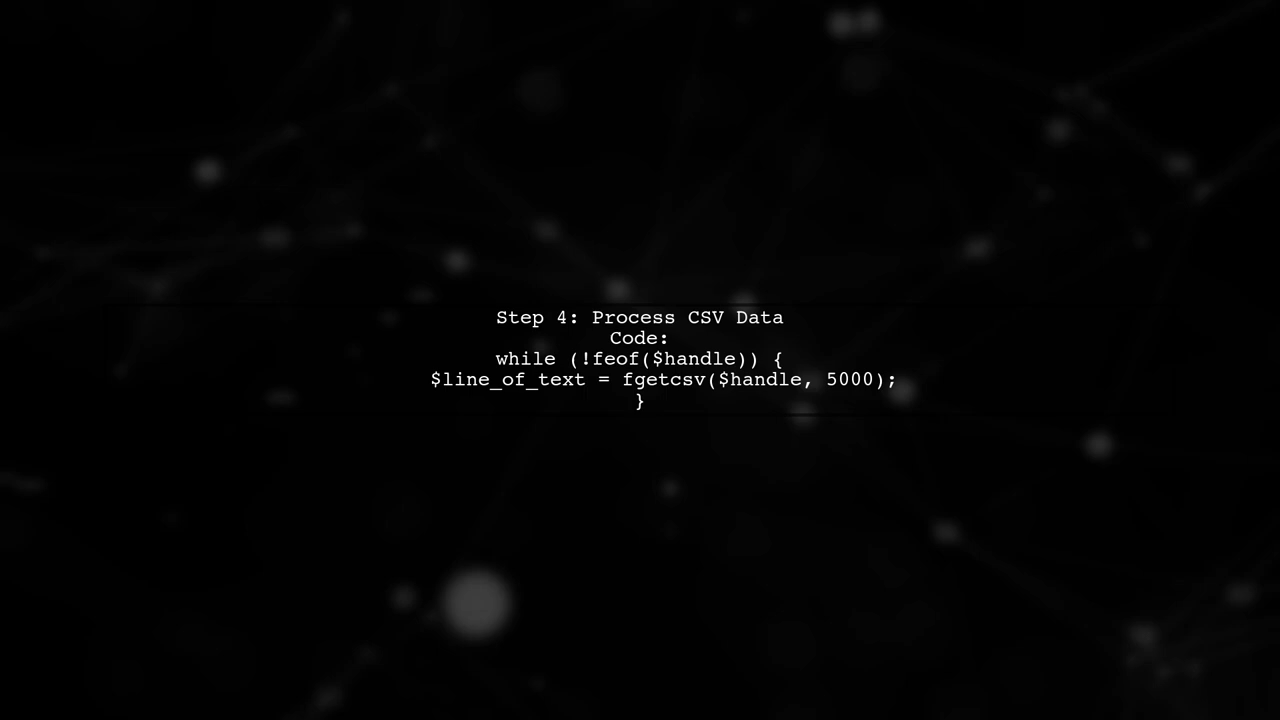 Step 4: Process CSV Data
Code:
while (!feof($handle)) {
$line_of_text = fgetcsv($handle, 5000);
}